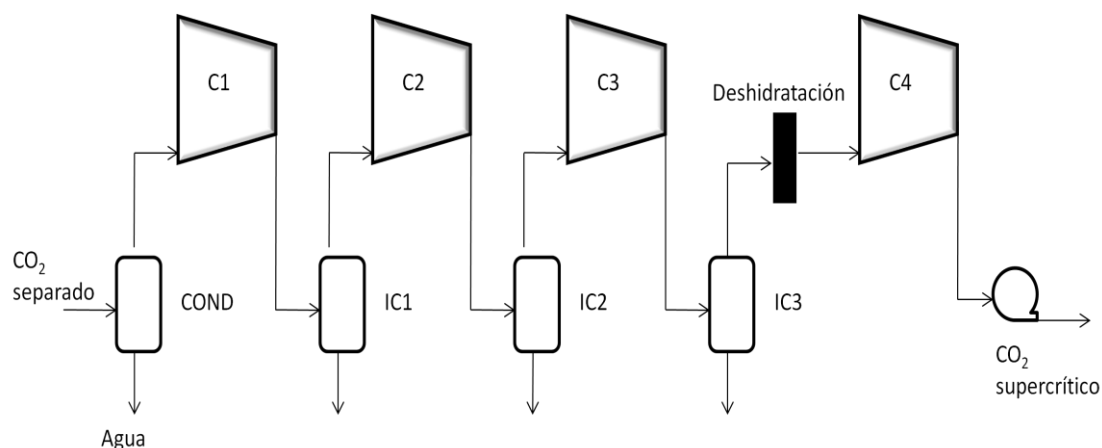 C1
C2
C3
Deshidratación
C4
CO2
separado
COND
IC1
IC2
IC3
CO2
supercrítico
Agua